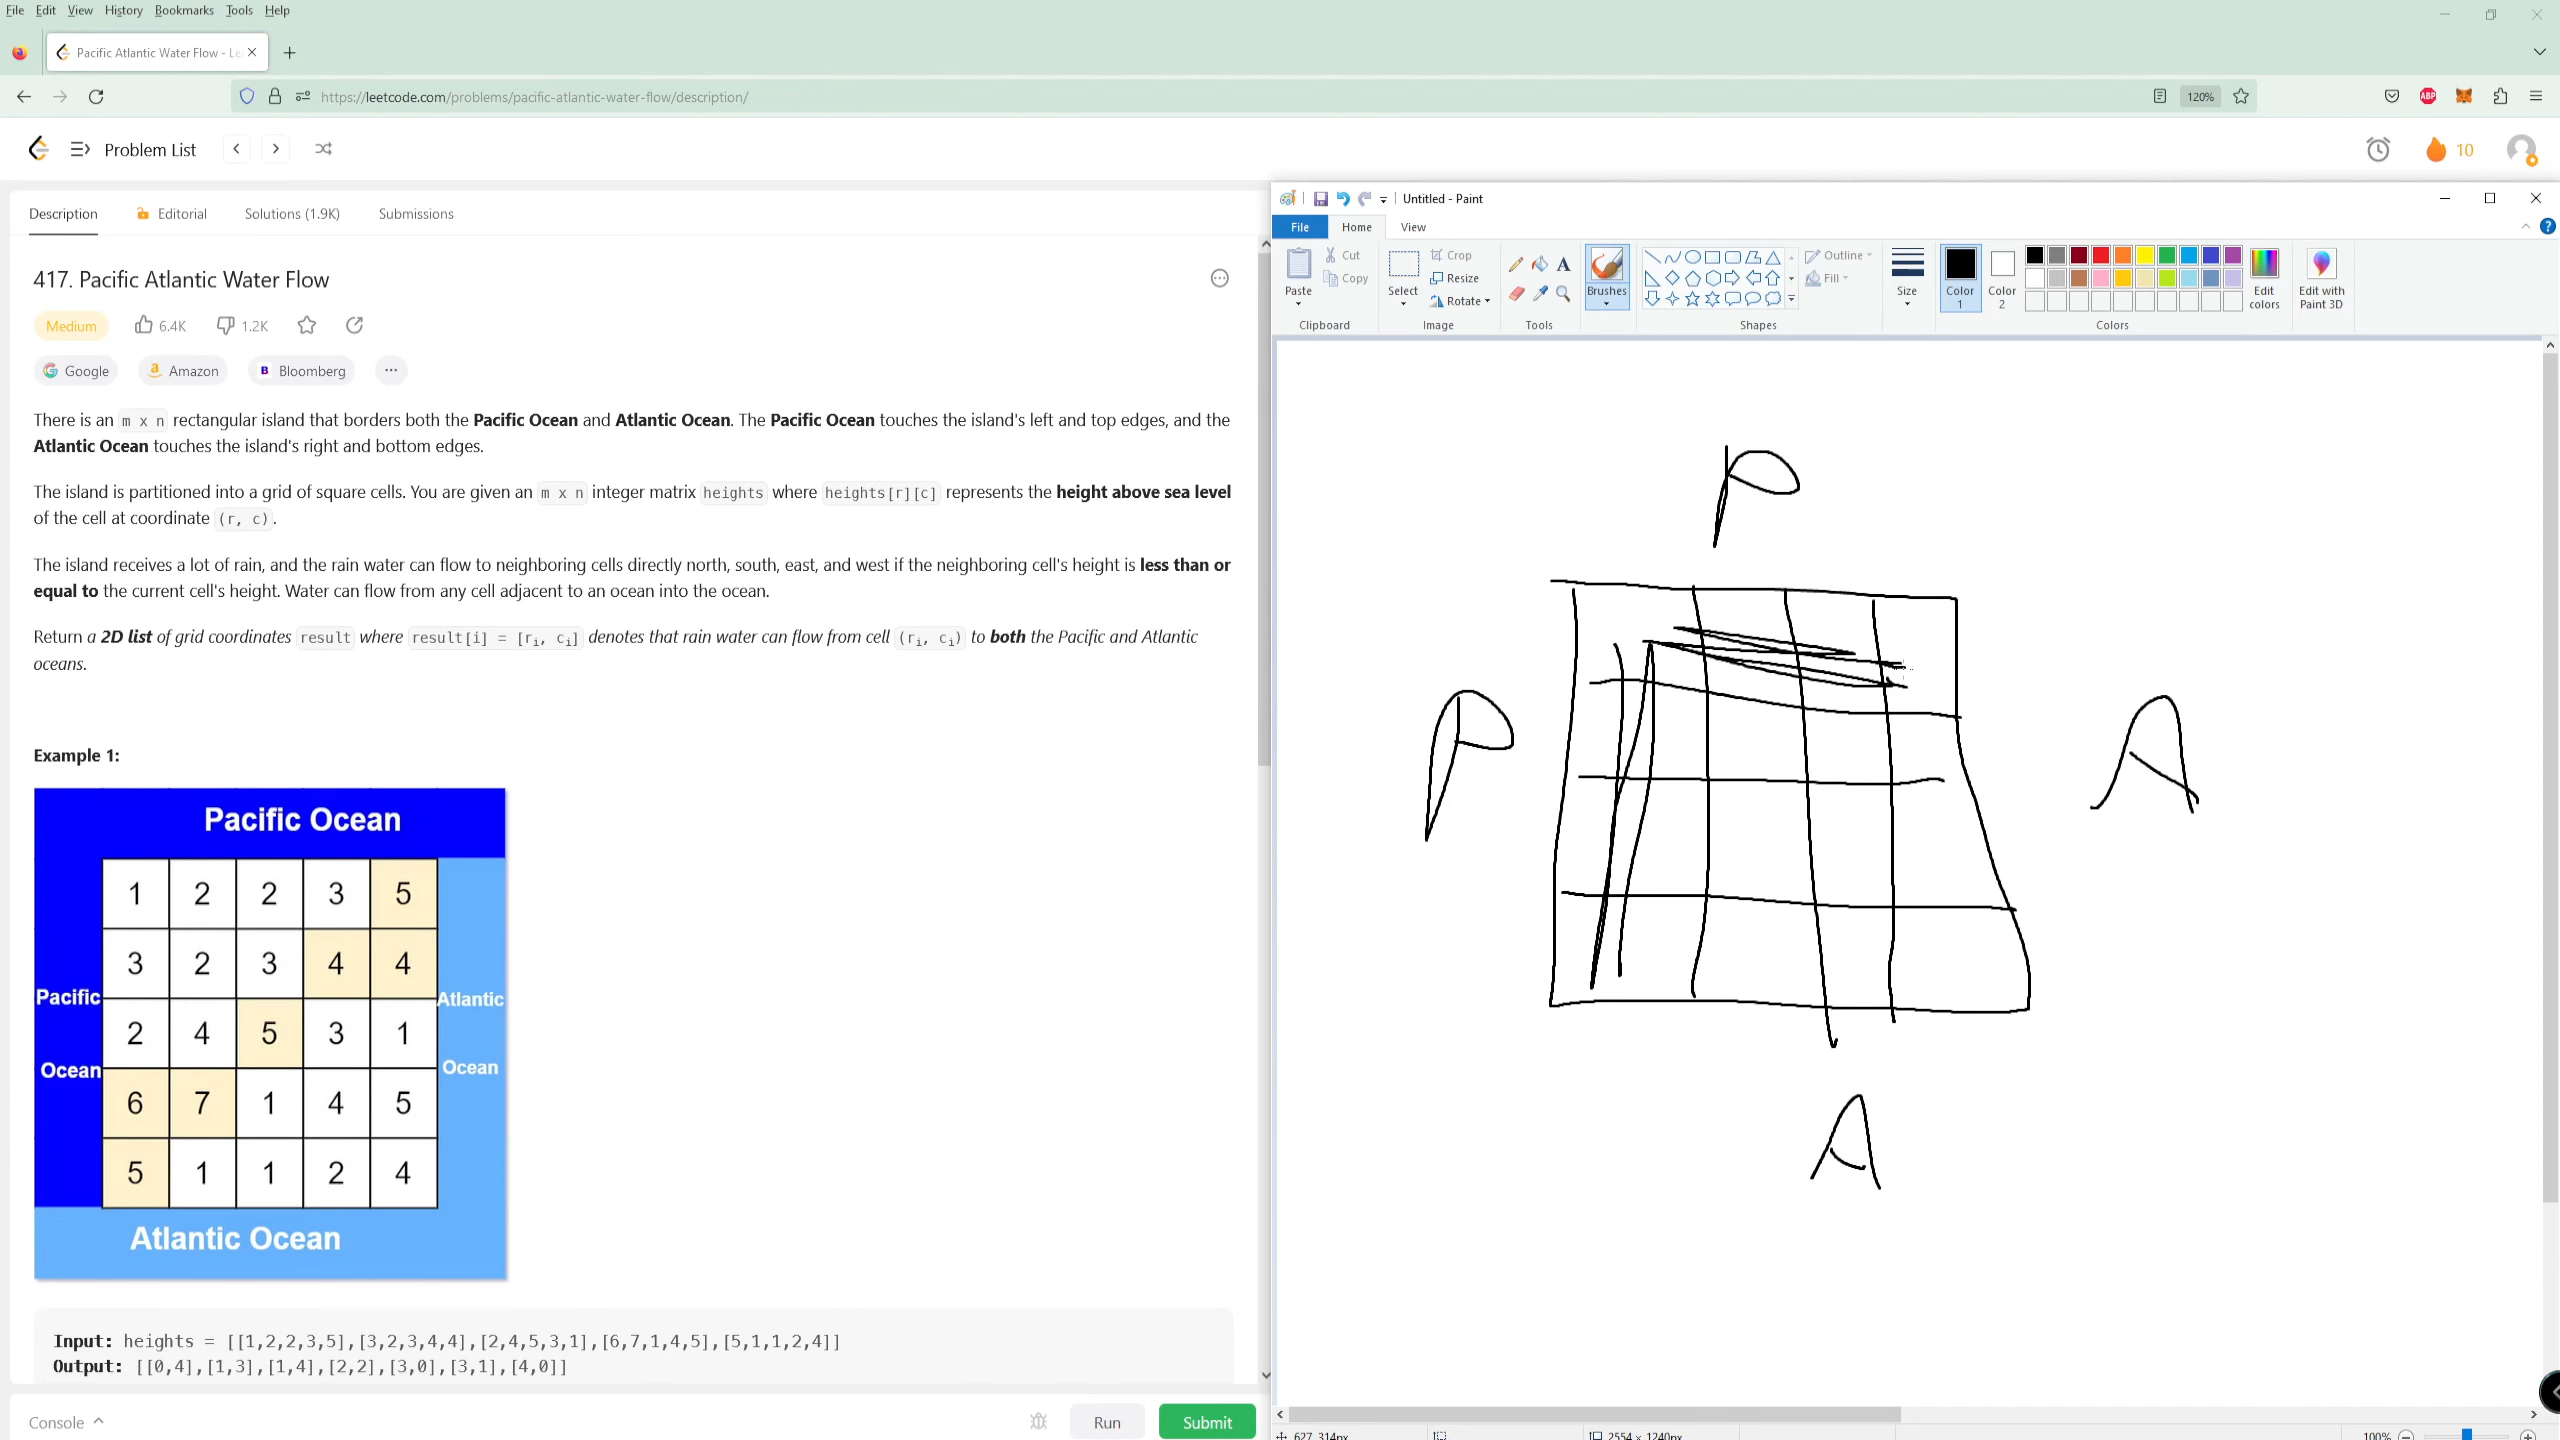 File Edit View History Bookmarks Tools Help
Pacific Atlantic Water Flow - Le
https://leetcode.com/problems/pacific-atlantic-water-flow/description/
120%
ABP
Problem List
10
Description Editorial Solutions (1.9K) Submissions
417. Pacific Atlantic Water Flow
Medium 6.4K 1.2K
Google Amazon B Bloomberg ...
There is an m x n rectangular island that borders both the Pacific Ocean and Atlantic Ocean. The Pacific Ocean touches the island's left and top edges, and the
Atlantic Ocean touches the island's right and bottom edges.
The island is partitioned into a grid of square cells. You are given an m x n integer matrix heights where heights[r][c] represents the height above sea level
of the cell at coordinate (r, c).
The island receives a lot of rain, and the rain water can flow to neighboring cells directly north, south, east, and west if the neighboring cell's height is less than or
equal to the current cell's height. Water can flow from any cell adjacent to an ocean into the ocean.
Return a 2D list of grid coordinates result where result[i] = [ri, ci] denotes that rain water can flow from cell (ri, ci) to both the Pacific and Atlantic
oceans.
Example 1:
Pacific Ocean
1 2 2 3 5
3 2 3 4 4
Pacific Atlantic
2 4 5 3 1
Ocean Ocean
6 7 1 4 5
5 1 1 2 4
Atlantic Ocean
Input: heights = [[1,2,2,3,5],[3,2,3,4,4],[2,4,5,3,1],[6,7,1,4,5],[5,1,1,2,4]]
Output: [[0,4],[1,3],[1,4],[2,2],[3,0],[3,1],[4,0]]
Console Run Submit
Untitled - Paint
File Home View
Paste Cut Copy
Clipboard
Select Crop Resize Rotate
Image
A
Tools
Brushes
Outline Fill
Shapes
Size
Color 1
Color 2
Edit colors
Colors
Edit with Paint 3D
P
P
A
A
627, 314px
2554 × 1240px
100%